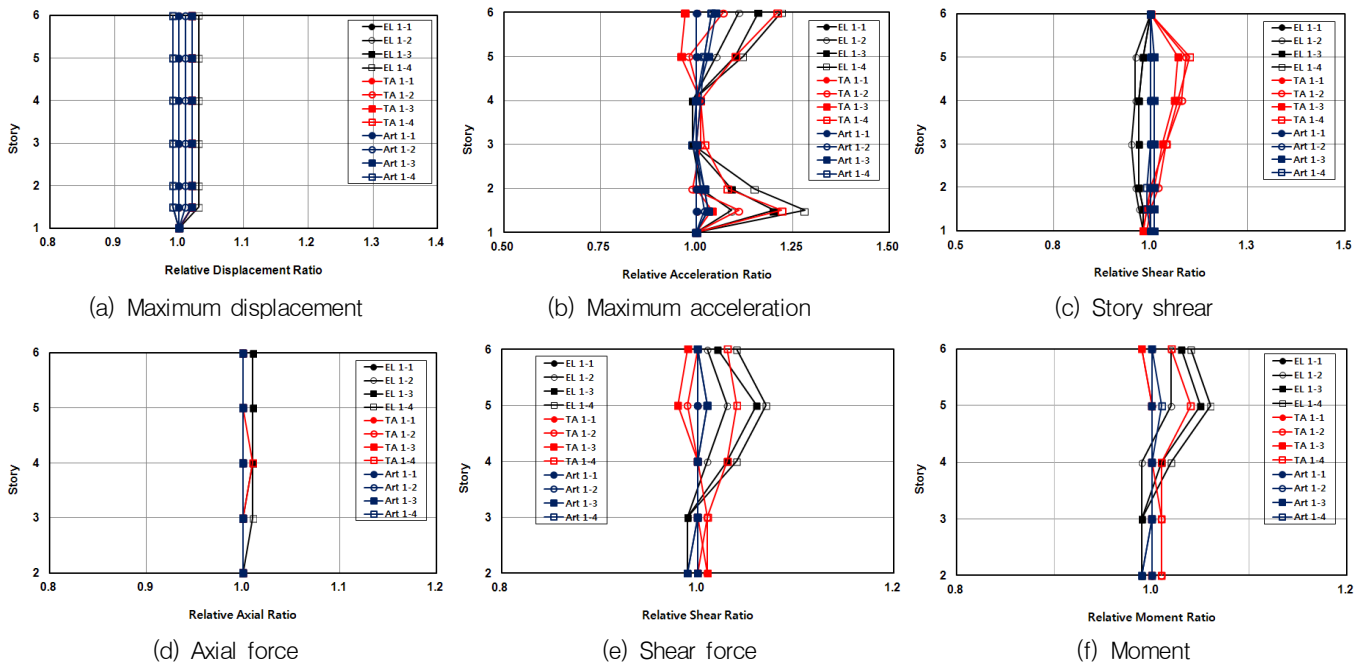 6
5
4
3
2
1
Story
0.8
0.9
1.0
1.1
1.2
1.3
1.4
Relative Displacement Ratio
EL 1-1
EL 1-2
EL 1-3
EL 1-4
TA 1-1
TA 1-2
TA 1-3
TA 1-4
Art 1-1
Art 1-2
Art 1-3
Art 1-4
(a) Maximum displacement
6
5
4
3
2
1
Story
0.50
0.75
1.00
1.25
1.50
Relative Acceleration Ratio
EL 1-1
EL 1-2
EL 1-3
EL 1-4
TA 1-1
TA 1-2
TA 1-3
TA 1-4
Art 1-1
Art 1-2
Art 1-3
Art 1-4
(b) Maximum acceleration
6
5
4
3
2
1
Story
0.5
0.8
1.0
1.3
1.5
Relative Shear Ratio
EL 1-1
EL 1-2
EL 1-3
EL 1-4
TA 1-1
TA 1-2
TA 1-3
TA 1-4
Art 1-1
Art 1-2
Art 1-3
Art 1-4
(c) Story shrear
6
5
4
3
2
Story
0.8
0.9
1.0
1.1
1.2
Relative Axial Ratio
EL 1-1
EL 1-2
EL 1-3
EL 1-4
TA 1-1
TA 1-2
TA 1-3
TA 1-4
Art 1-1
Art 1-2
Art 1-3
Art 1-4
(d) Axial force
6
5
4
3
2
Story
0.8
1.0
1.2
Relative Shear Ratio
EL 1-1
EL 1-2
EL 1-3
EL 1-4
TA 1-1
TA 1-2
TA 1-3
TA 1-4
Art 1-1
Art 1-2
Art 1-3
Art 1-4
(e) Shear force
6
5
4
3
2
Story
0.8
1.0
1.2
Relative Moment Ratio
EL 1-1
EL 1-2
EL 1-3
EL 1-4
TA 1-1
TA 1-2
TA 1-3
TA 1-4
Art 1-1
Art 1-2
Art 1-3
Art 1-4
(f) Moment